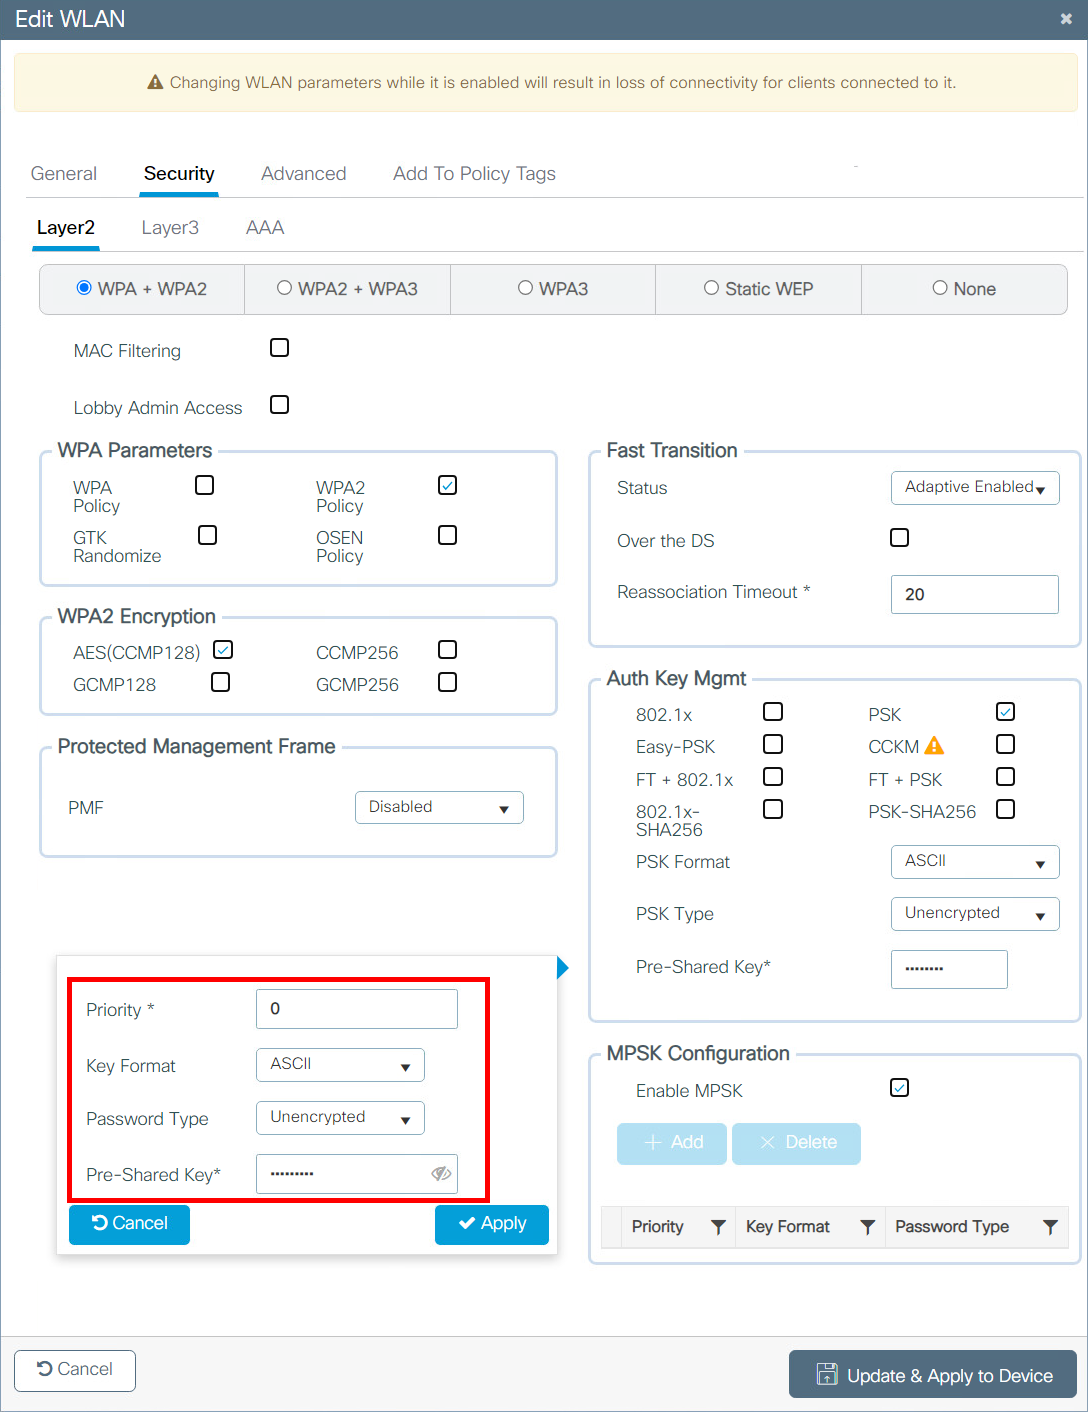 Edit WLAN
Changing WLAN parameters while it is enabled will result in loss of connectivity for clients connected to it.
General Security Advanced Add To Policy Tags
Layer2 Layer3 AAA
WPA + WPA2 WPA2 + WPA3 WPA3 Static WEP None
MAC Filtering
Lobby Admin Access
WPA Parameters
WPA Policy
WPA2 Policy
GTK Randomize
OSEN Policy
WPA2 Encryption
AES(CCMP128) CCMP256
GCMP128 GCMP256
Protected Management Frame
PMF Disabled
Fast Transition
Status Adaptive Enabled
Over the DS
Reassociation Timeout * 20
Auth Key Mgmt
802.1x PSK
Easy-PSK CCKM
FT + 802.1x FT + PSK
802.1x-SHA256 PSK-SHA256
PSK Format ASCII
PSK Type Unencrypted
Pre-Shared Key* ········
Priority * 0
Key Format ASCII
Password Type Unencrypted
Pre-Shared Key* ·········
Cancel Apply
MPSK Configuration
Enable MPSK
Add Delete
Priority Key Format Password Type
Cancel Update & Apply to Device